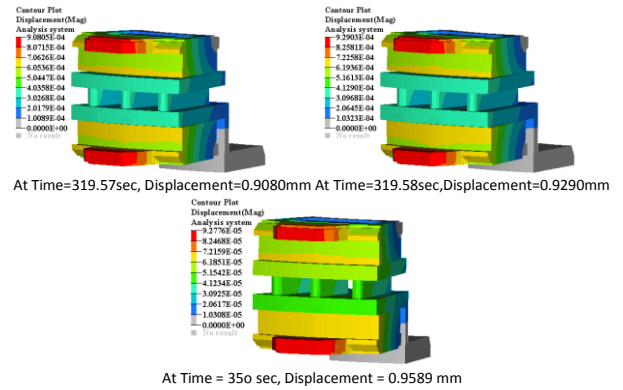 Contour Plot
Displacement(Mag)
Analysis system
9.0805E-04
8.0715E-04
7.0626E-04
6.0536E-04
5.0447E-04
4.0358E-04
3.0268E-04
2.0179E-04
1.0089E-04
0.0000E+00
No result
At Time=319.57sec, Displacement=0.9080mm
Contour Plot
Displacement(Mag)
Analysis system
9.2903E-04
8.2581E-04
7.2258E-04
6.1936E-04
5.1613E-04
4.1290E-04
3.0968E-04
2.0645E-04
1.0323E-04
0.0000E+00
No result
At Time=319.58sec,Displacement=0.9290mm
Contour Plot
Displacement(Mag)
Analysis system
9.2776E-05
8.2468E-05
7.2159E-05
6.1851E-05
5.1542E-05
4.1234E-05
3.0925E-05
2.0617E-05
1.0308E-05
0.0000E+00
No result
At Time = 35o sec, Displacement = 0.9589 mm